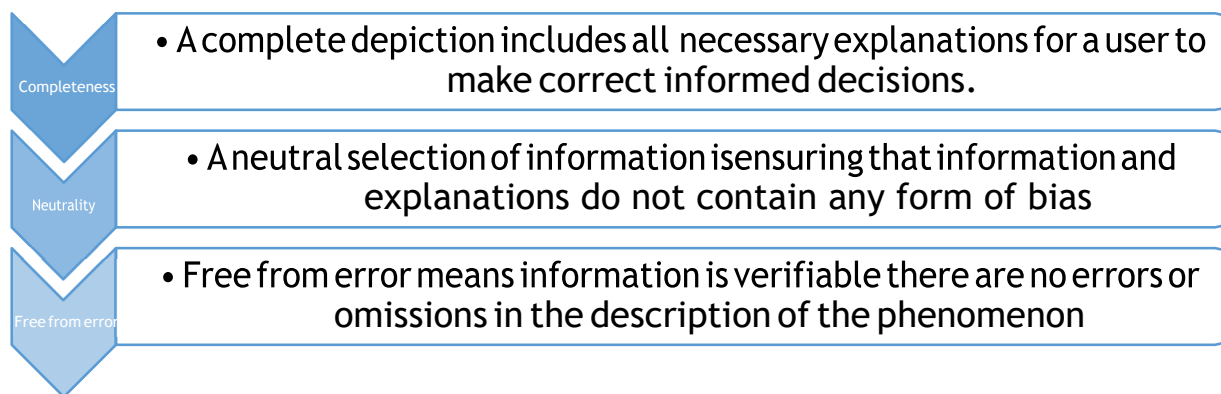 Completeness
• A complete depiction includes all necessary explanations for a user to
make correct informed decisions.
Neutrality
• A neutral selection of information isensuring that information and
explanations do not contain any form of bias
Free from error
• Free from error means information is verifiable there are no errors or
omissions in the description of the phenomenon